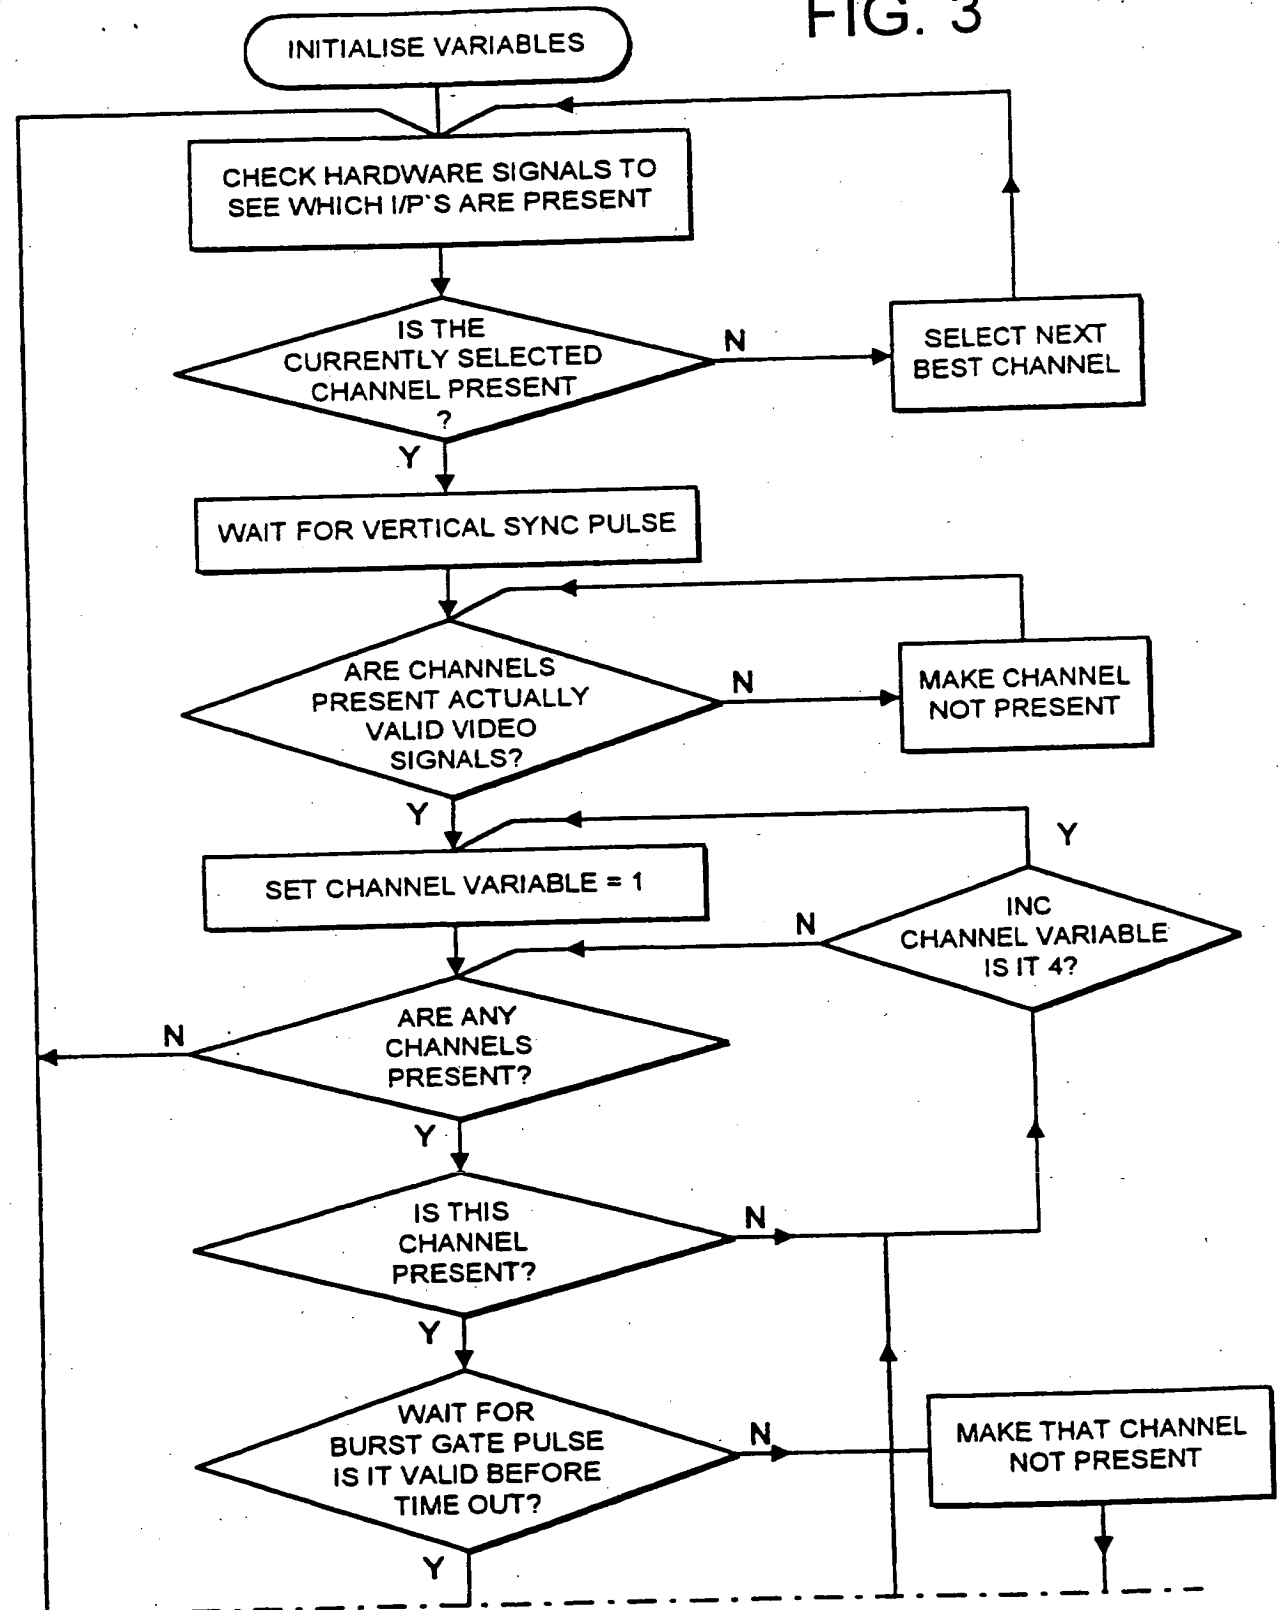 FIG. 3
INITIALISE VARIABLES
CHECK HARDWARE SIGNALS TO
SEE WHICH I/P'S ARE PRESENT
IS THE
CURRENTLY SELECTED
CHANNEL PRESENT
?
N
SELECT NEXT
BEST CHANNEL
Y
WAIT FOR VERTICAL SYNC PULSE
ARE CHANNELS
PRESENT ACTUALLY
VALID VIDEO
SIGNALS?
N
MAKE CHANNEL
NOT PRESENT
Y
SET CHANNEL VARIABLE = 1
Y
INC
CHANNEL VARIABLE
IS IT 4?
N
ARE ANY
CHANNELS
PRESENT?
N
Y
IS THIS
CHANNEL
PRESENT?
N
Y
WAIT FOR
BURST GATE PULSE
IS IT VALID BEFORE
TIME OUT?
N
MAKE THAT CHANNEL
NOT PRESENT
Y